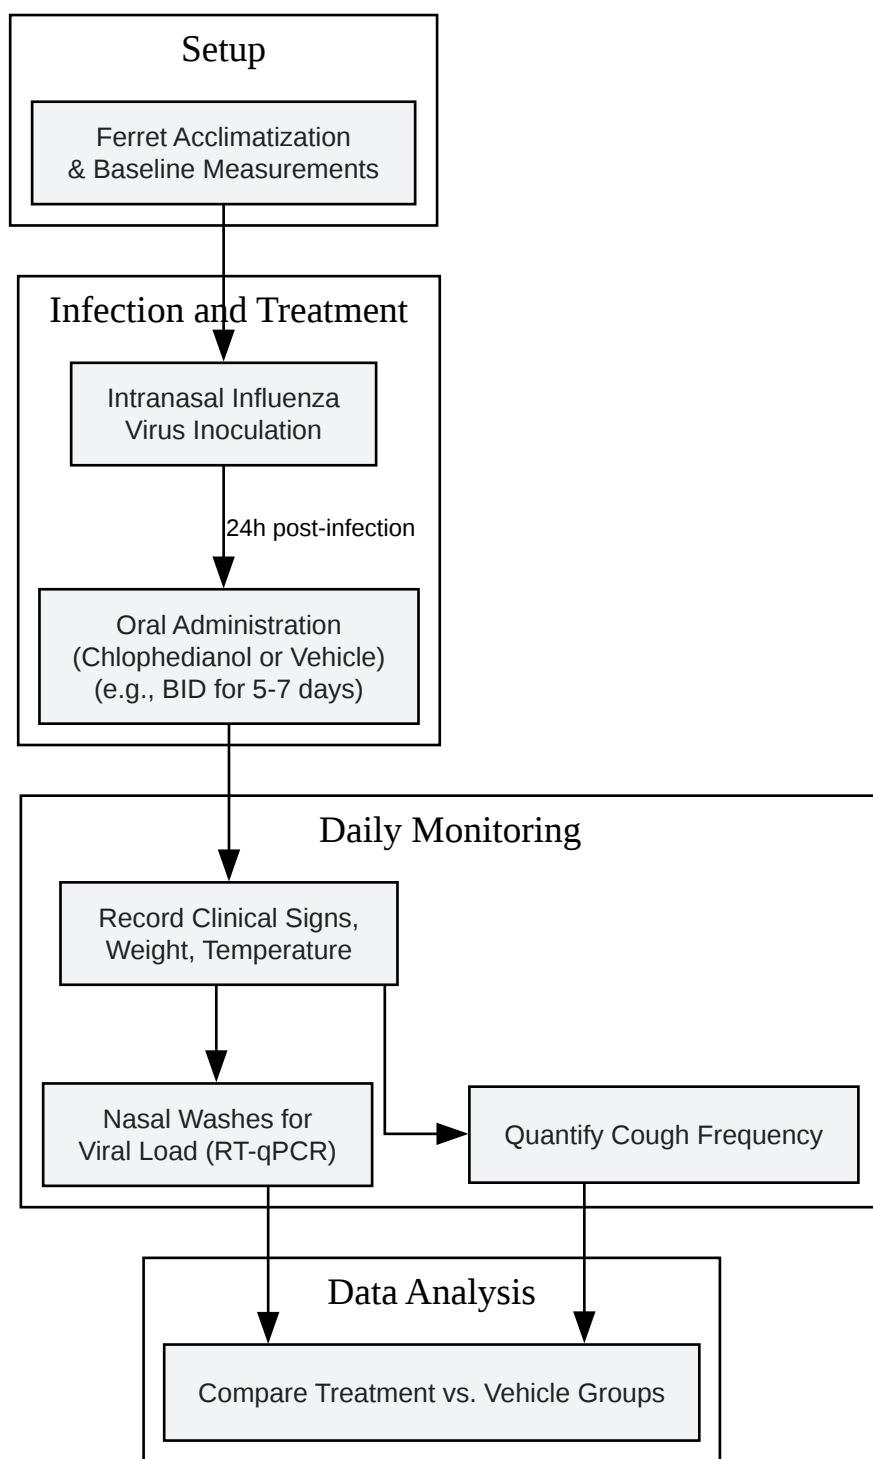 Setup
Ferret Acclimatization
& Baseline Measurements
Infection and Treatment
Intranasal Influenza
Virus Inoculation
24h post-infection
Oral Administration
(Chlophedianol or Vehicle)
(e.g., BID for 5-7 days)
Daily Monitoring
Record Clinical Signs,
Weight, Temperature
Nasal Washes for
Viral Load (RT-qPCR)
Quantify Cough Frequency
Data Analysis
Compare Treatment vs. Vehicle Groups